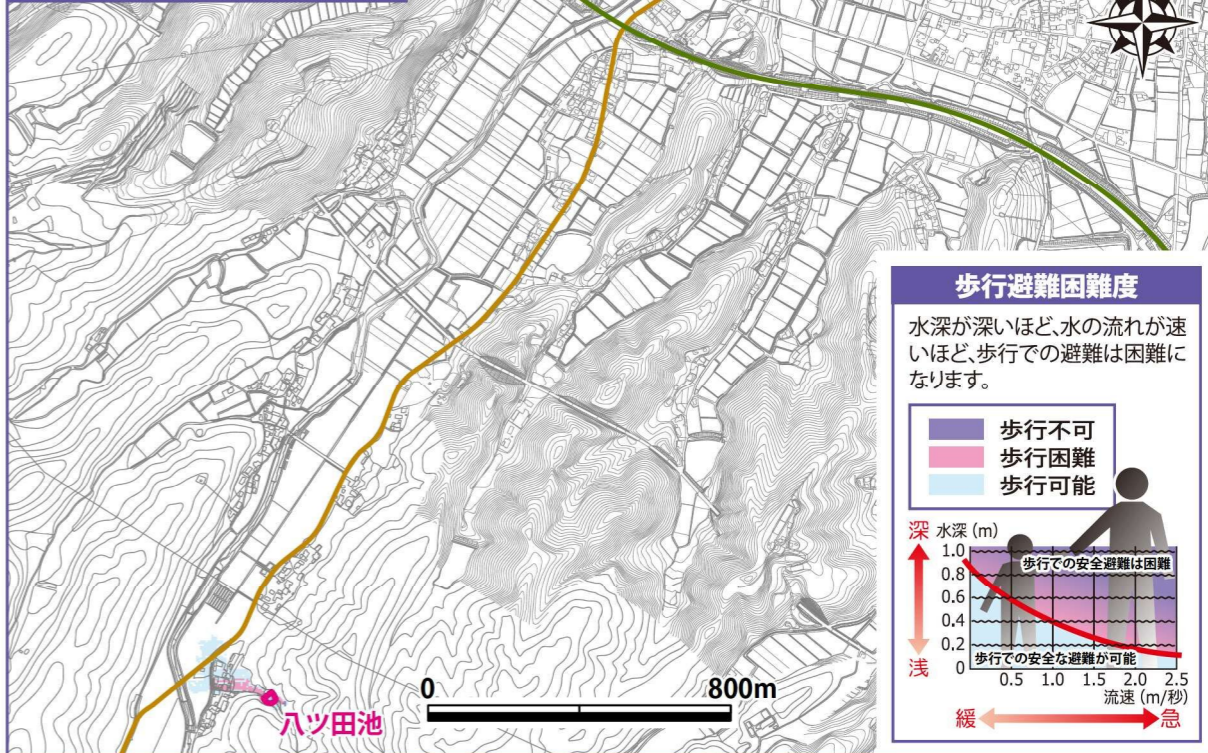 八ツ田池
0
800m
歩行避難困難度
水深が深いほど、水の流れが速
いほど、歩行での避難は困難に
なります。
歩行不可
歩行困難
歩行可能
深
水深(m)
1.0
0.8
0.6
0.4
0.2
0
浅
歩行での安全避難は困難
歩行での安全な避難が可能
0.5
1.0
1.5
2.0
2.5
流速(m/秒)
緩
急